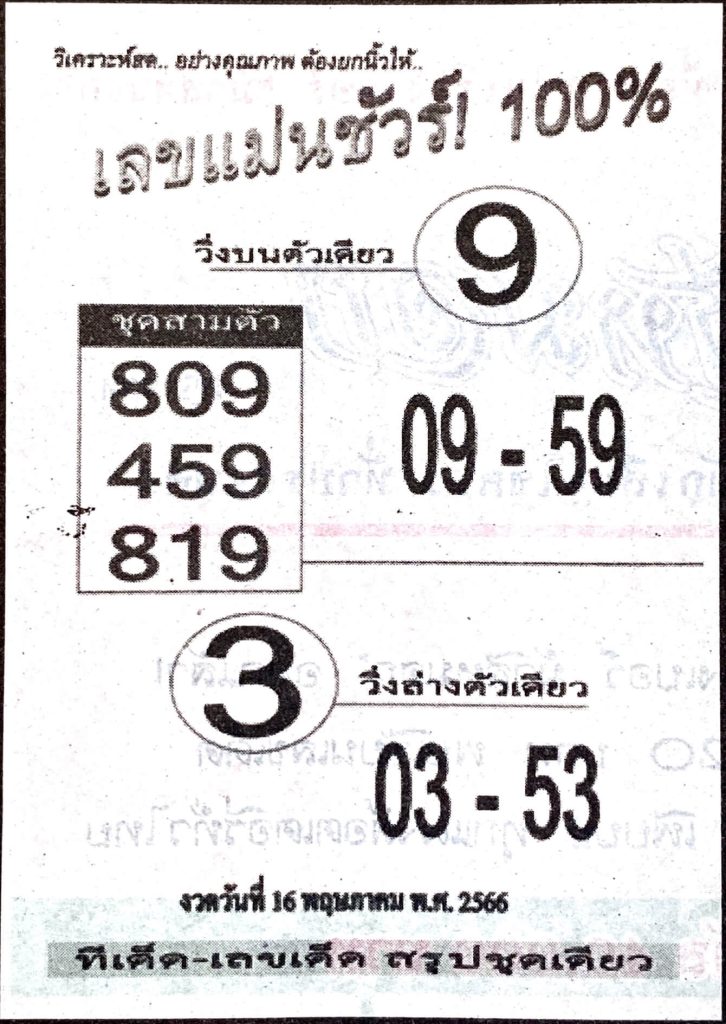 วิเคราะห์สด.. อย่างคุณภาพ ต้องยกนิ้วให้..
เลขแม่นชัวร์! 100%
วิ่งบนตัวเดียว 9
ชุดสามตัว
809
459
819
09 - 59
3 วิ่งล่างตัวเดียว
03 - 53
งวดวันที่ 16 พฤษภาคม พ.ศ. 2566
ทีเด็ด-เลขเด็ด สรุปชุดเดียว